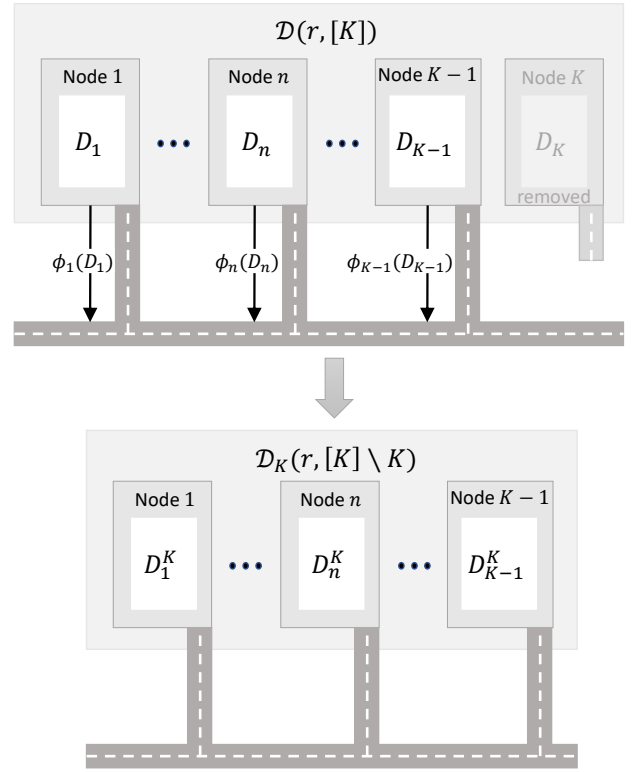 𝒟(r, [K])
Node 1
Node n
Node K − 1
Node K
D_1
•••
D_n
•••
D_{K−1}
D_K
removed
ϕ_1(D_1)
ϕ_n(D_n)
ϕ_{K−1}(D_{K−1})
𝒟_K(r, [K] \ K)
Node 1
Node n
Node K − 1
D_1^K
•••
D_n^K
•••
D_{K−1}^K